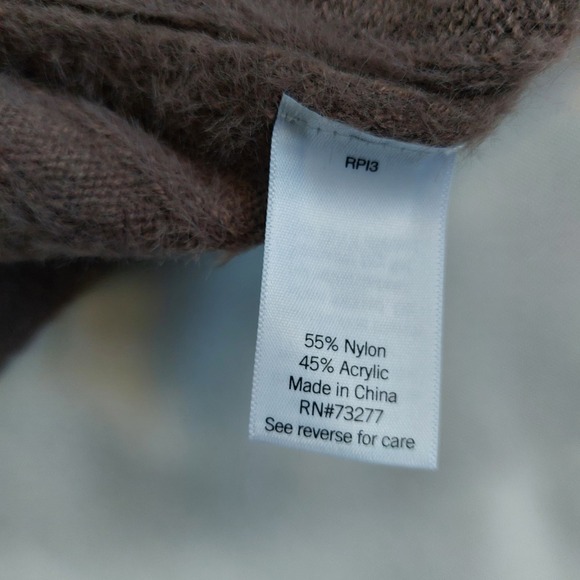 RPI3
55% Nylon
45% Acrylic
Made in China
RN#73277
See reverse for care